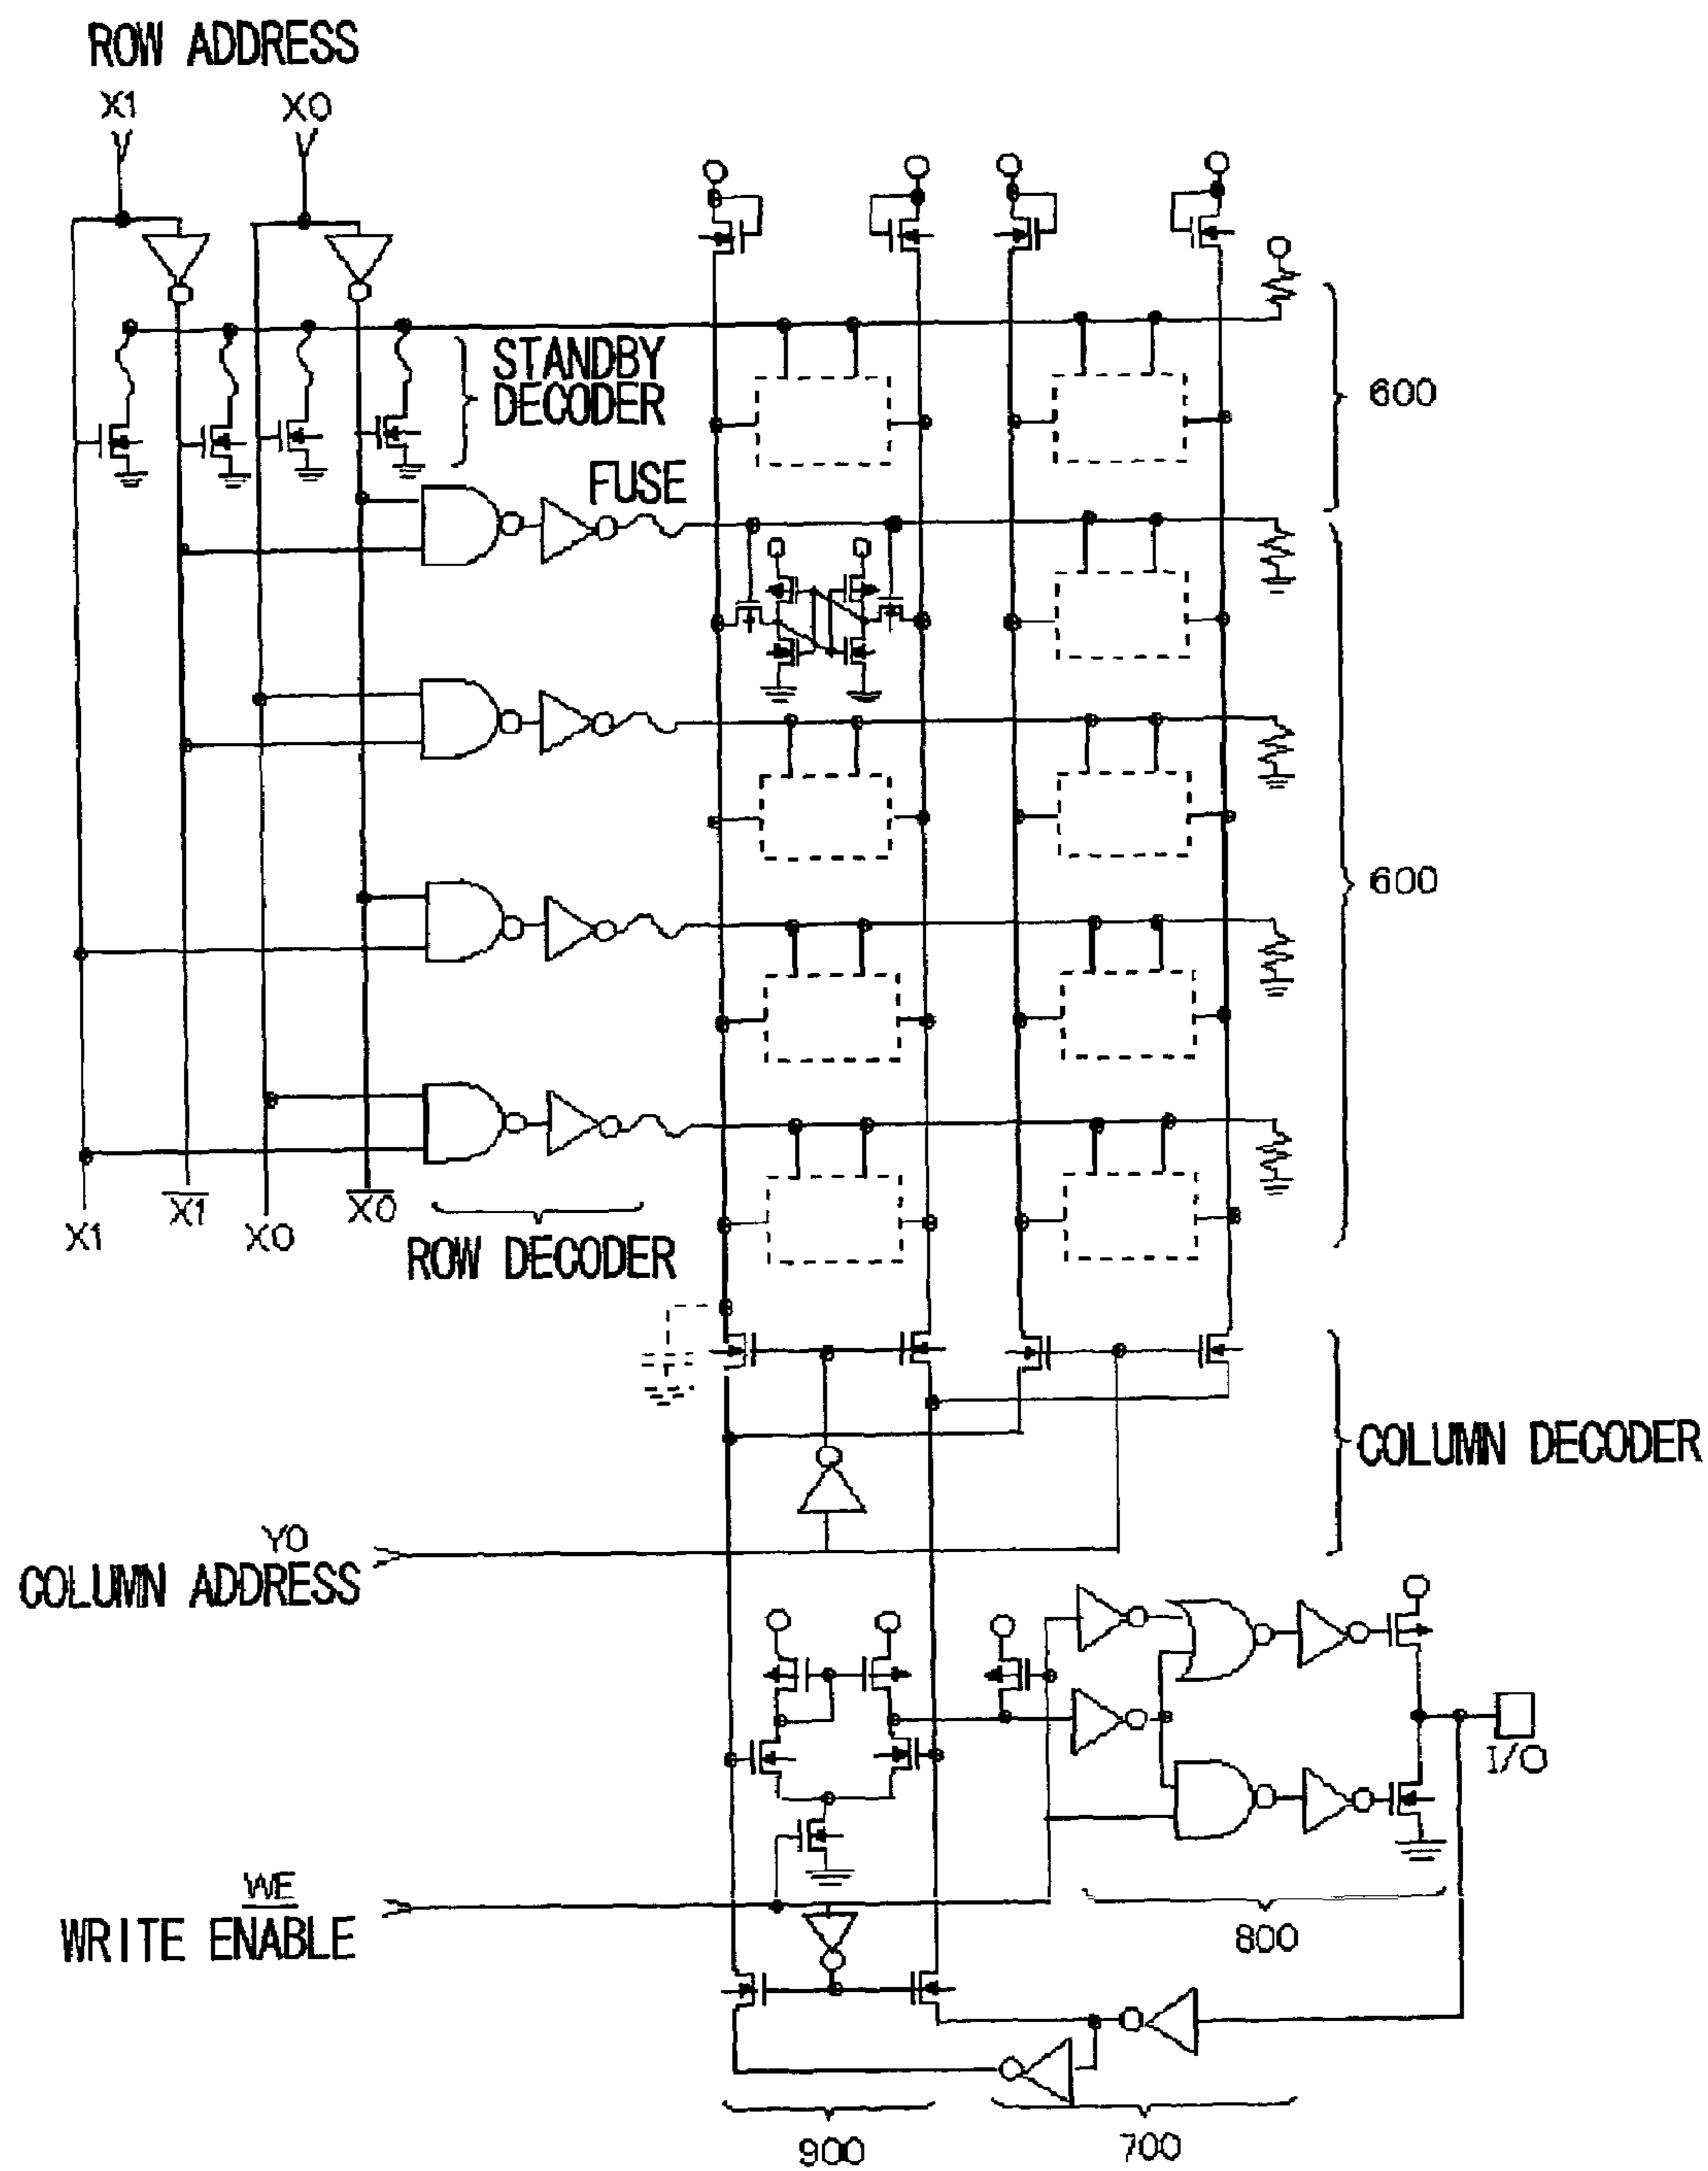 ROW ADDRESS
X1 X0
STANDBY
DECODER
600
FUSE
600
X1 X1 X0 X0
ROW DECODER
COLUMN DECODER
Y0
COLUMN ADDRESS
I/O
WE
WRITE ENABLE
800
900
700